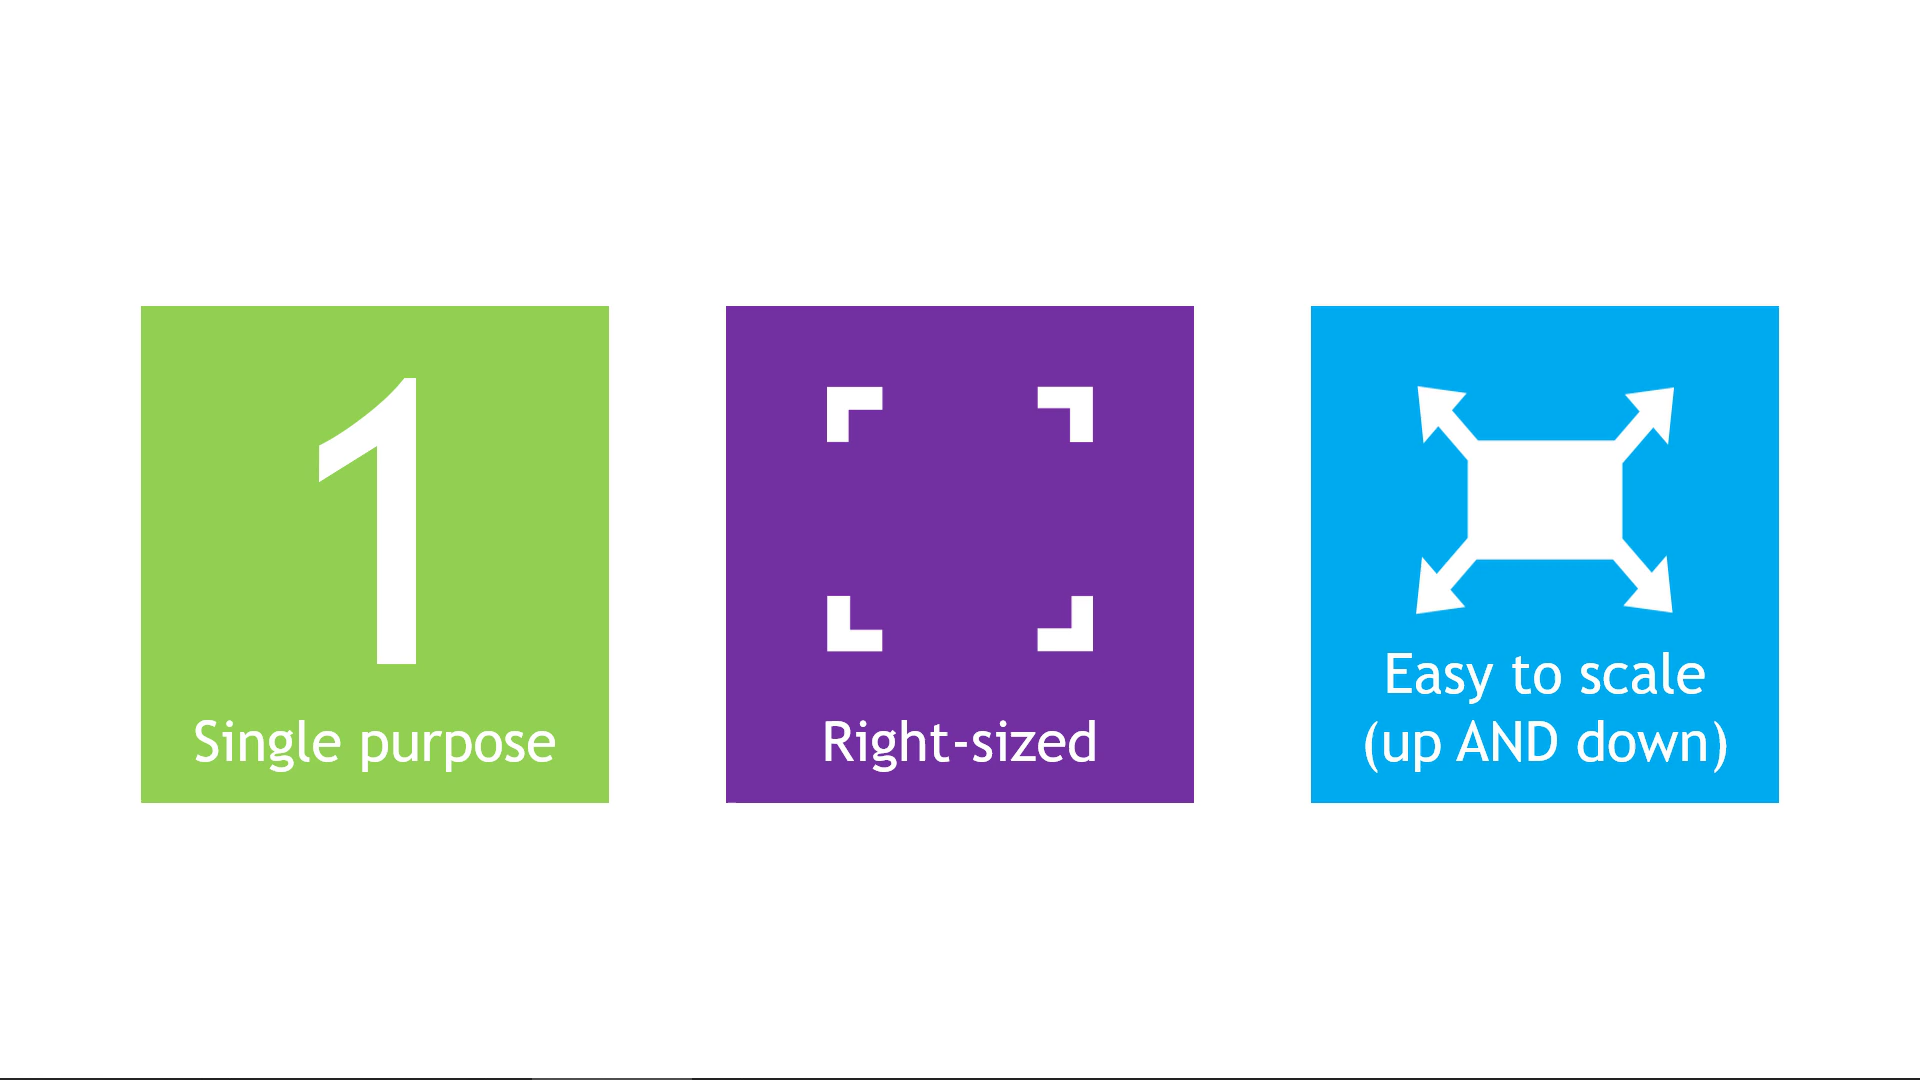 1
Single purpose
Right-sized
Easy to scale
(up AND down)